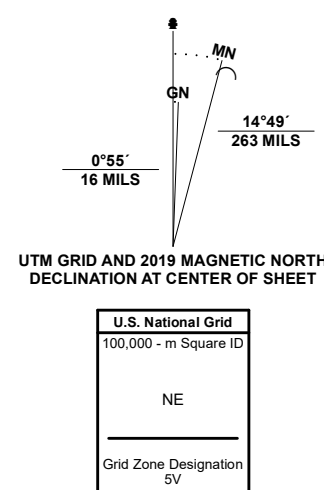 MN
GN
14°49´
263 MILS
0°55´
16 MILS
UTM GRID AND 2019 MAGNETIC NORTH
DECLINATION AT CENTER OF SHEET
U.S. National Grid
100,000 - m Square ID
NE
Grid Zone Designation
5V